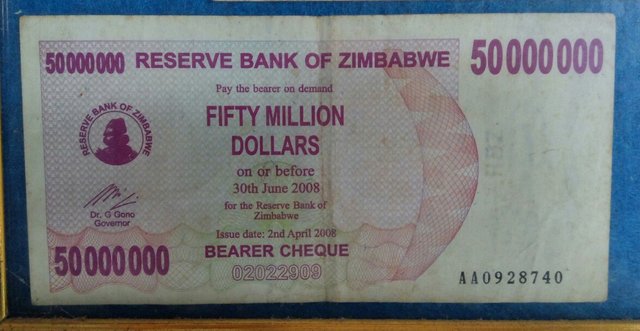 50000000 RESERVE BANK OF ZIMBABWE 50000000
Pay the bearer on demand
FIFTY MILLION
DOLLARS
on or before
30th June 2008
for the Reserve Bank of
Zimbabwe
Issue date: 2nd April 2008
BEARER CHEQUE
02022909
RESERVE BANK OF ZIMBABWE
Dr. G Gono
Governor
50000000
AA0928740